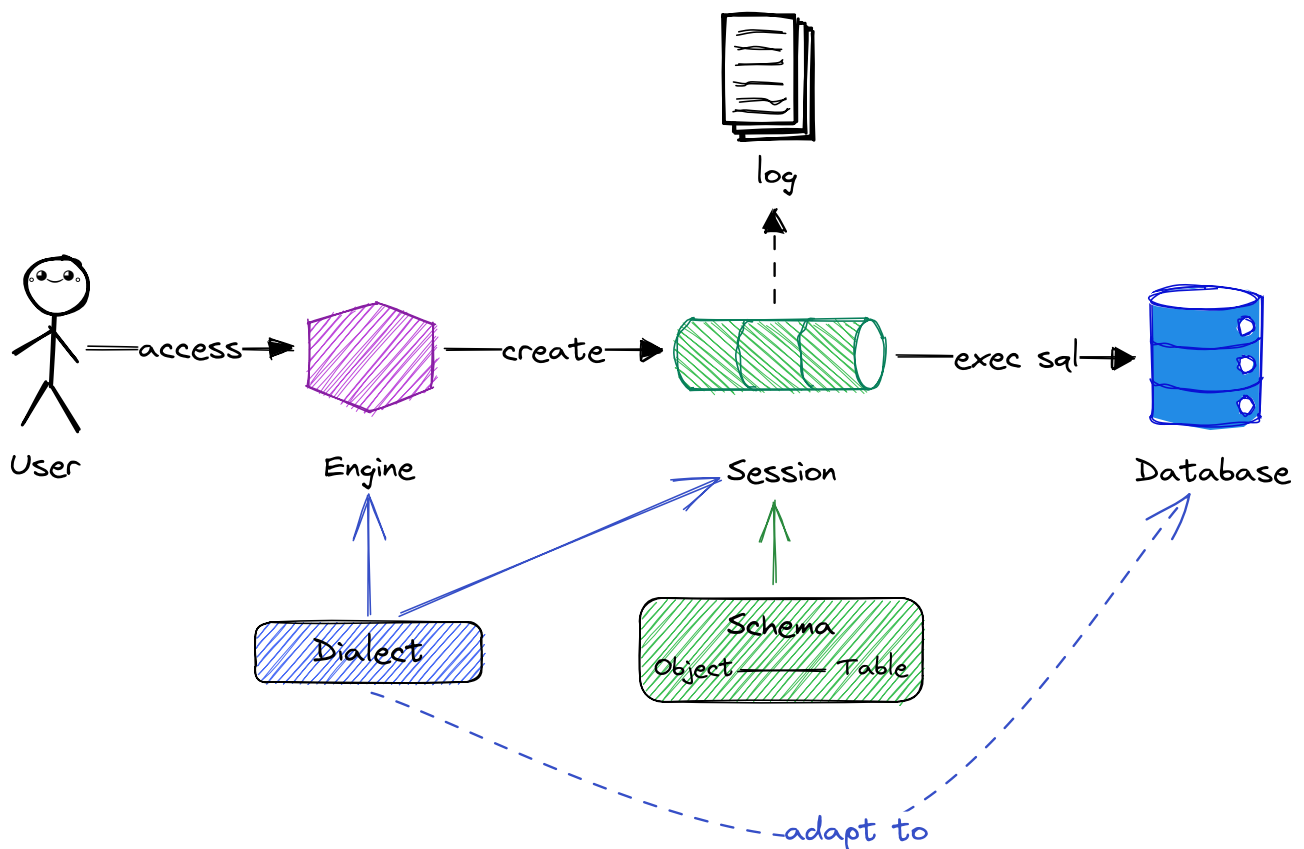 log
access
create
exec sql
User
Engine
Session
Database
Dialect
Schema
Object
Table
adapt to